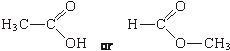 O O
H₃C—C H—C
OH or O—CH₃